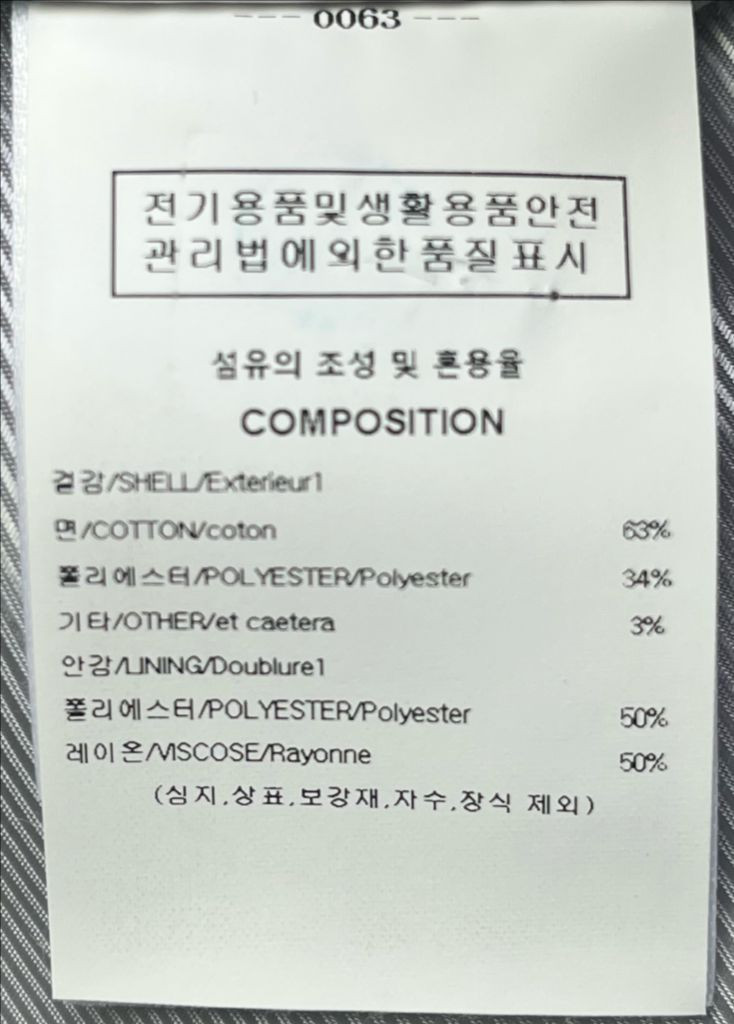 --- 0063 ---
전기용품및생활용품안전
관리법에의한품질표시
섬유의 조성 및 혼용율
COMPOSITION
겉감/SHELL/Exterieur1
면/COTTON/coton 63%
폴리에스터/POLYESTER/Polyester 34%
기타/OTHER/et caetera 3%
안감/LINING/Doublure1
폴리에스터/POLYESTER/Polyester 50%
레이온/VISCOSE/Rayonne 50%
(심지,상표,보강재,자수,장식 제외)